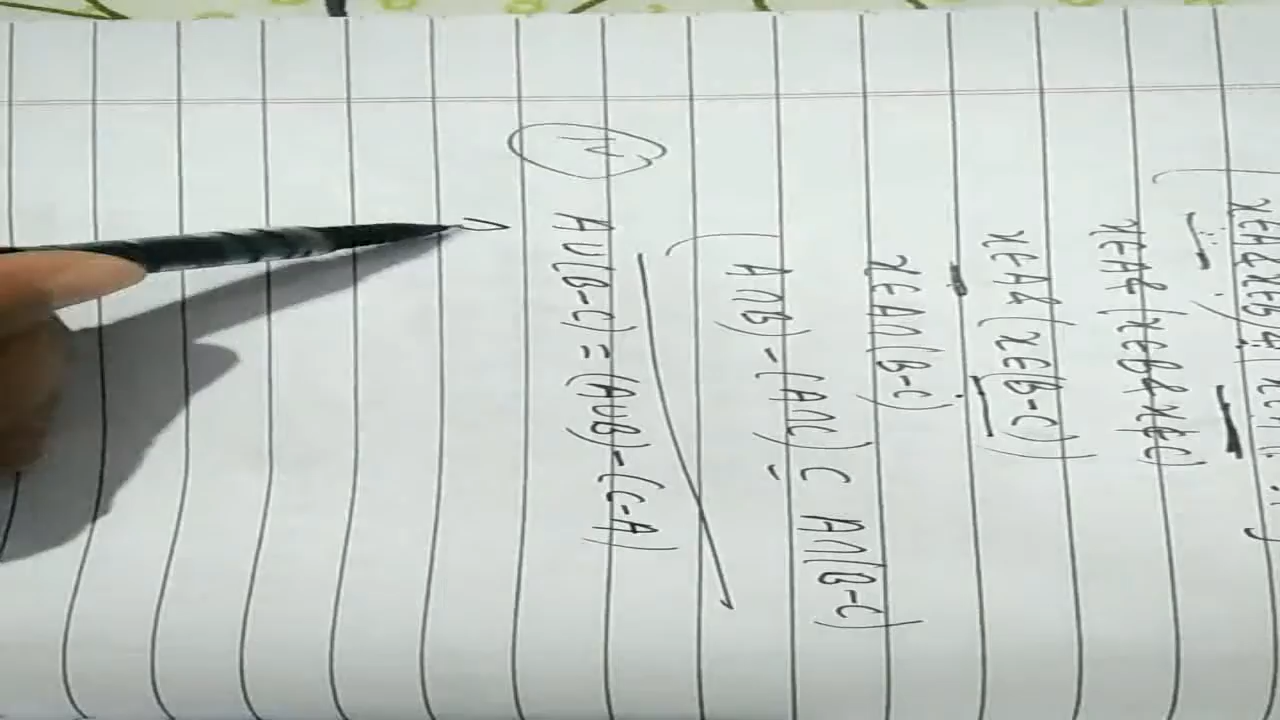 x∈A & (x∈B & x∉C)
x∈A & (x∈(B-C))
x∈A∩(B-C)
(A∩B)-(A∩C) ⊂ A∩(B-C)
iv A∪(B-C) = (A∪B)-(C-A)